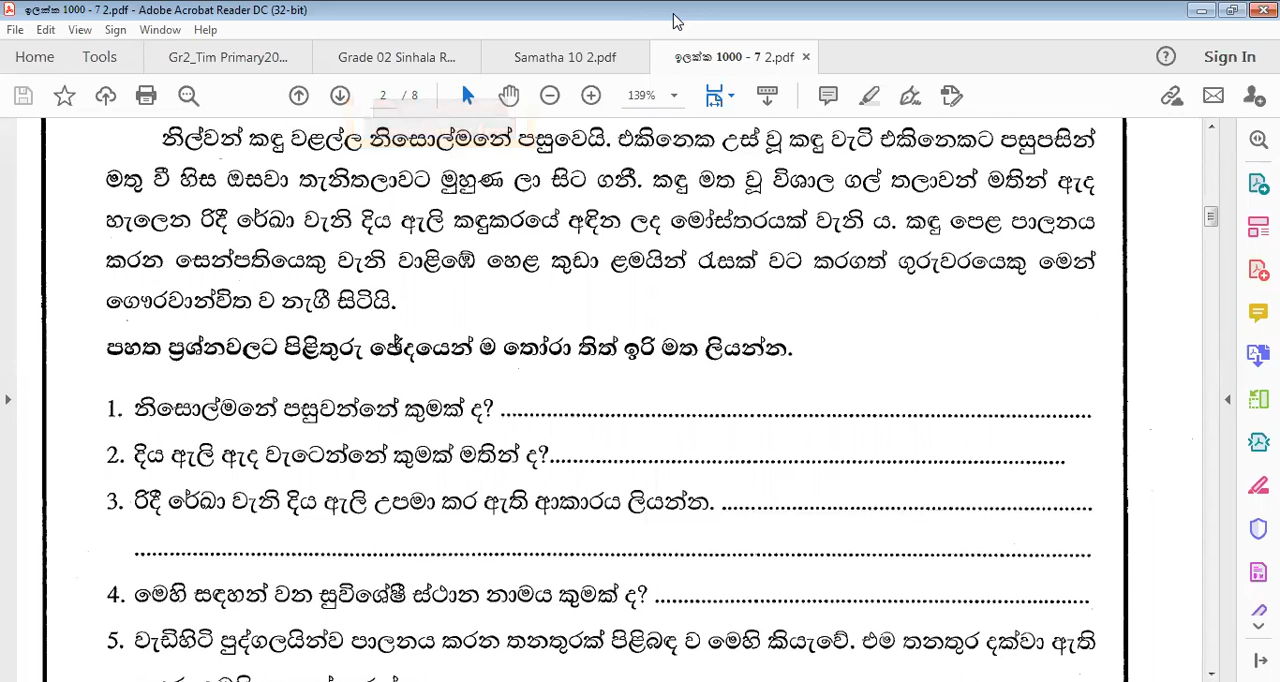 ඉලක්ක 1000 - 7 2.pdf - Adobe Acrobat Reader DC (32-bit)
File Edit View Sign Window Help
Home Tools Gr2_Tim Primary20... Grade 02 Sinhala R... Samatha 10 2.pdf ඉලක්ක 1000 - 7 2.pdf × Sign In
2 / 8 139%
නිල්වන් කඳු වළල්ල නිසොල්මනේ පසුවෙයි. එකිනෙක උස් වූ කඳු වැටි එකිනෙකට පසුපසින්
මතු වී හිස ඔසවා තැනිතලාවට මුහුණ ලා සිට ගනී. කඳු මත වූ විශාල ගල් තලාවන් මතින් ඇද
හැලෙන රිදී රේඛා වැනි දිය ඇලි කඳුකරයේ අඳින ලද මෝස්තරයක් වැනි ය. කඳු පෙළ පාලනය
කරන සෙන්පතියෙකු වැනි වාළිඹේ හෙළ කුඩා ළමයින් රැසක් වට කරගත් ගුරුවරයෙකු මෙන්
ගෞරවාන්විත ව නැගී සිටියි.
පහත ප්‍රශ්නවලට පිළිතුරු ඡේදයෙන් ම තෝරා තිත් ඉරි මත ලියන්න.
1. නිසොල්මනේ පසුවන්නේ කුමක් ද? ........................................
2. දිය ඇලි ඇද වැටෙන්නේ කුමක් මතින් ද?........................................
3. රිදී රේඛා වැනි දිය ඇලි උපමා කර ඇති ආකාරය ලියන්න. ........................................
........................................
4. මෙහි සඳහන් වන සුවිශේෂී ස්ථාන නාමය කුමක් ද? ........................................
5. වැඩිහිටි පුද්ගලයින්ව පාලනය කරන තනතුරක් පිළිබඳ ව මෙහි කියැවේ. එම තනතුර දක්වා ඇති